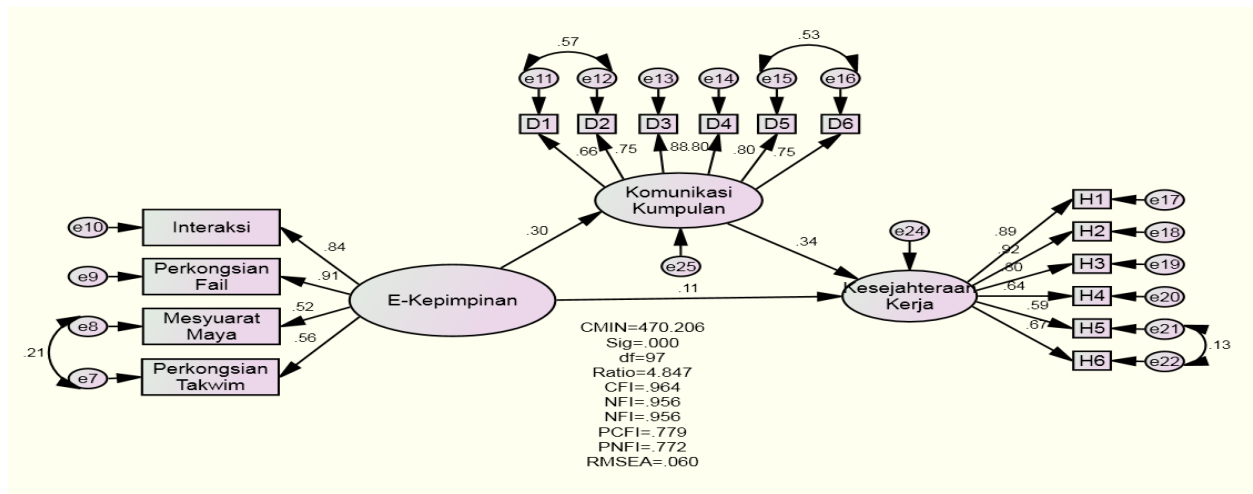 .57
.53
e11
e12
e13
e14
e15
e16
D1
D2
D3
D4
D5
D6
.66
.75
.88
.80
.80
.75
Komunikasi
Kumpulan
e10
Interaksi
e9
Perkongsian
Fail
e8
Mesyuarat
Maya
e7
Perkongsian
Takwim
.21
.84
.91
.52
.56
E-Kepimpinan
.30
e25
.34
.11
e24
Kesejahteraan
Kerja
.89
.92
.80
.64
.59
.67
H1
e17
H2
e18
H3
e19
H4
e20
H5
e21
H6
e22
.13
CMIN=470.206
Sig=.000
df=97
Ratio=4.847
CFI=.964
NFI=.956
NFI=.956
PCFI=.779
PNFI=.772
RMSEA=.060